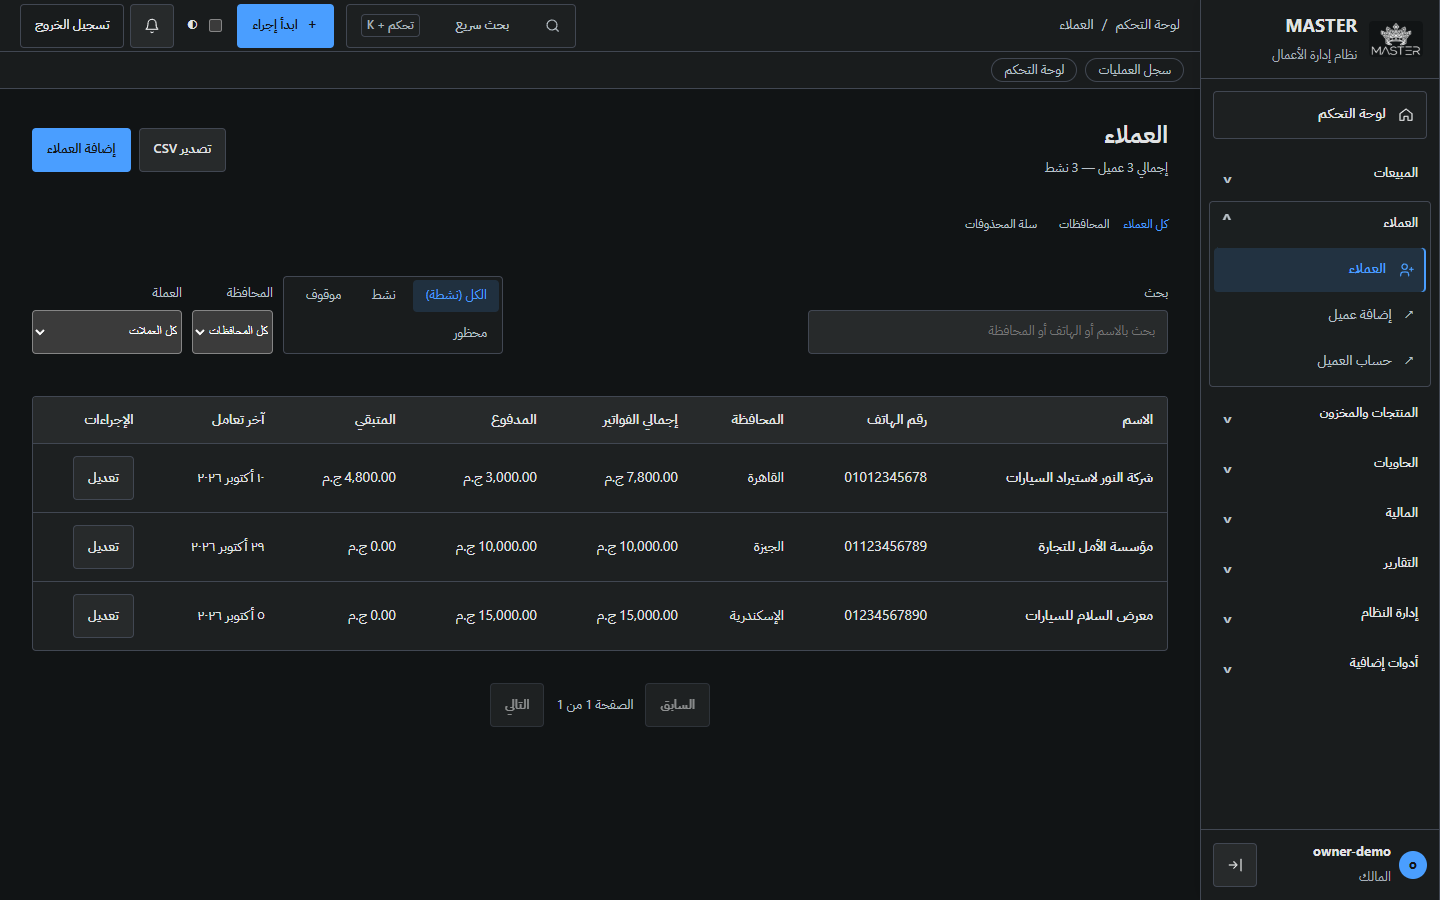 MASTER
نظام إدارة الأعمال
MASTER
لوحة التحكم
المبيعات
العملاء
العملاء
إضافة عميل
حساب العميل
المنتجات والمخزون
الحاويات
المالية
التقارير
إدارة النظام
أدوات إضافية
owner-demo
المالك
o
لوحة التحكم / العملاء
بحث سريع تحكم + K
+ ابدأ إجراء
تسجيل الخروج
سجل العمليات لوحة التحكم
العملاء
إجمالي 3 عميل — 3 نشط
تصدير CSV إضافة العملاء
كل العملاء المحافظات سلة المحذوفات
بحث
بحث بالاسم أو الهاتف أو المحافظة
الكل (نشطة) نشط موقوف
محظور
المحافظة
كل المحافظات
العملة
كل العملات
الاسم رقم الهاتف المحافظة إجمالي الفواتير المدفوع المتبقي آخر تعامل الإجراءات
شركة النور لاستيراد السيارات 01012345678 القاهرة 7,800.00 ج.م 3,000.00 ج.م 4,800.00 ج.م ١٠ أكتوبر ٢٠٢٦ تعديل
مؤسسة الأمل للتجارة 01123456789 الجيزة 10,000.00 ج.م 10,000.00 ج.م 0.00 ج.م ٢٩ أكتوبر ٢٠٢٦ تعديل
معرض السلام للسيارات 01234567890 الإسكندرية 15,000.00 ج.م 15,000.00 ج.م 0.00 ج.م ٥ أكتوبر ٢٠٢٦ تعديل
السابق الصفحة 1 من 1 التالي